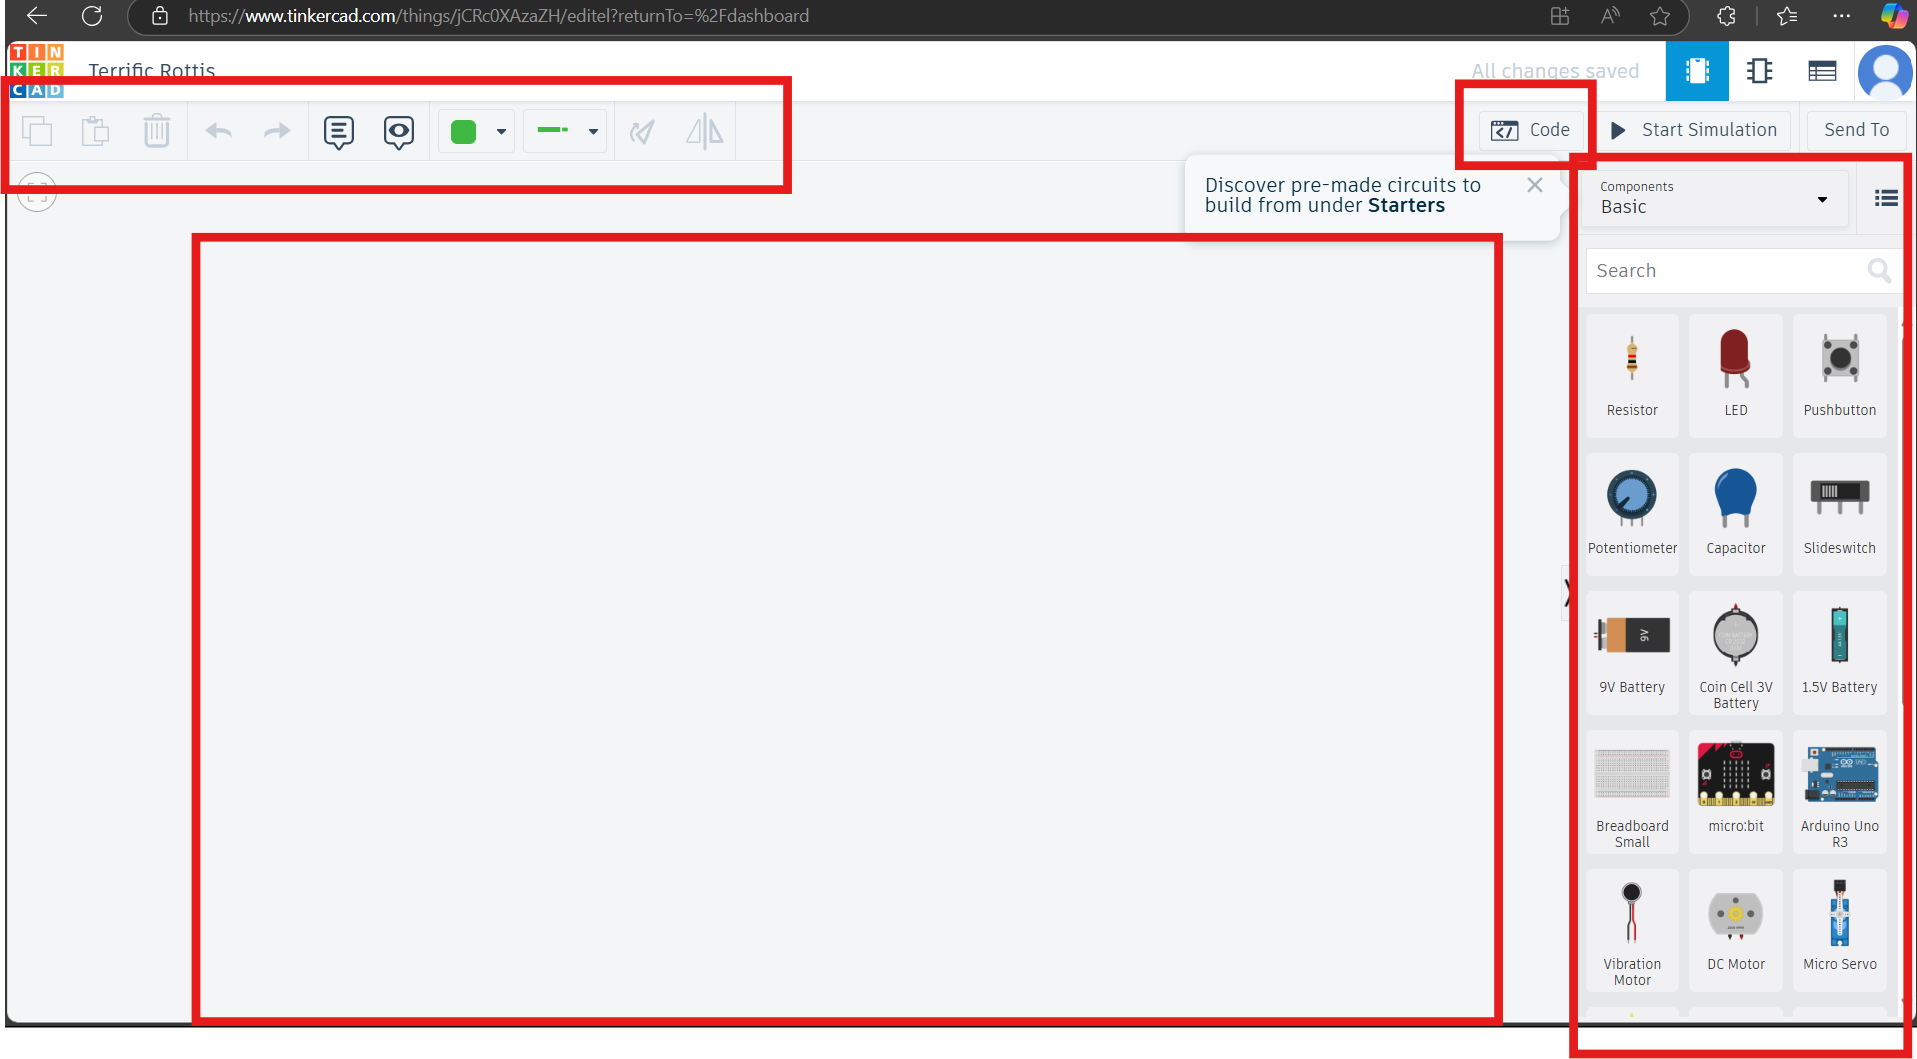 https://www.tinkercad.com/things/jCRc0XAzaZH/editel?returnTo=%2Fdashboard
TIN
KER
CAD
Terrific Rottis
All changes saved
Code
Start Simulation
Send To
Discover pre-made circuits to
build from under Starters
Components
Basic
Search
Resistor
LED
Pushbutton
Potentiometer
Capacitor
Slideswitch
9V
9V Battery
Coin Cell 3V
Battery
1.5V Battery
Breadboard
Small
micro:bit
Arduino Uno
R3
Vibration
Motor
DC Motor
Micro Servo